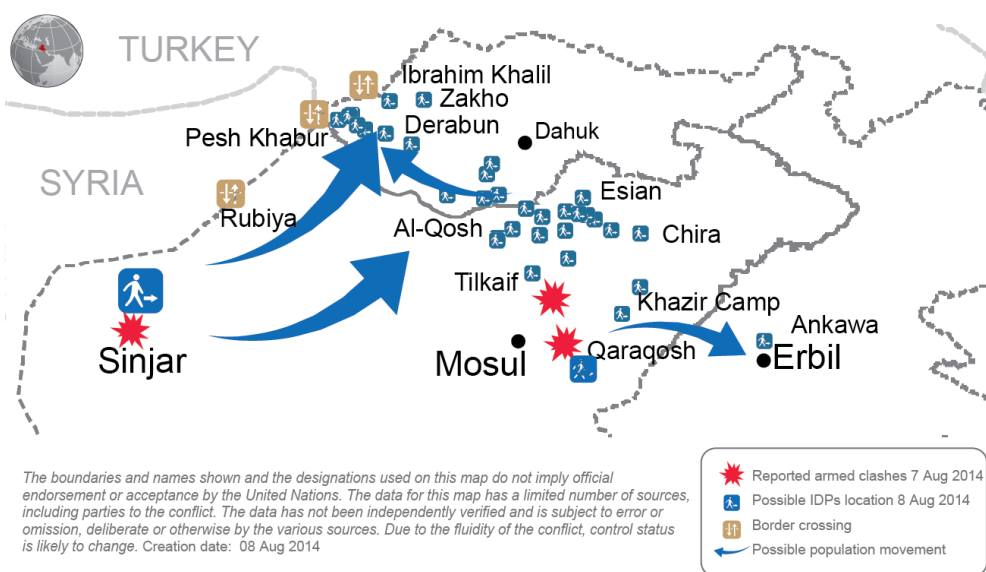 TURKEY
Ibrahim Khalil
Zakho
Pesh Khabur
Derabun
Dahuk
SYRIA
Esian
Rubiya
Al-Qosh
Chira
Tilkaif
Khazir Camp
Ankawa
Sinjar
Mosul
Qaraqosh
Erbil
The boundaries and names shown and the designations used on this map do not imply official
endorsement or acceptance by the United Nations. The data for this map has a limited number of sources,
including parties to the conflict. The data has not been independently verified and is subject to error or
omission, deliberate or otherwise by the various sources. Due to the fluidity of the conflict, control status
is likely to change. Creation date: 08 Aug 2014
Reported armed clashes 7 Aug 2014
Possible IDPs location 8 Aug 2014
Border crossing
Possible population movement